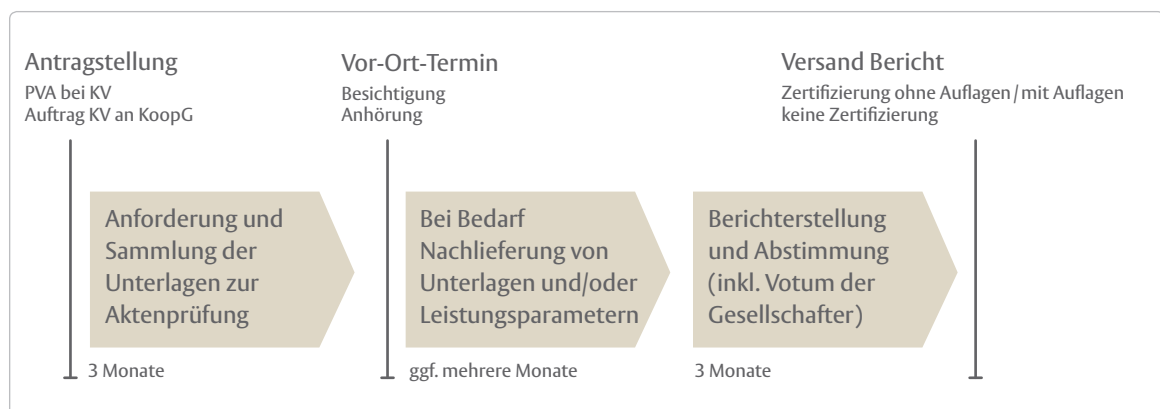 Antragstellung
PVA bei KV
Auftrag KV an KoopG
Vor-Ort-Termin
Besichtigung
Anhörung
Versand Bericht
Zertifizierung ohne Auflagen / mit Auflagen
keine Zertifizierung
Anforderung und
Sammlung der
Unterlagen zur
Aktenprüfung
Bei Bedarf
Nachlieferung von
Unterlagen und/oder
Leistungsparametern
Berichterstellung
und Abstimmung
(inkl. Votum der
Gesellschafter)
3 Monate
ggf. mehrere Monate
3 Monate